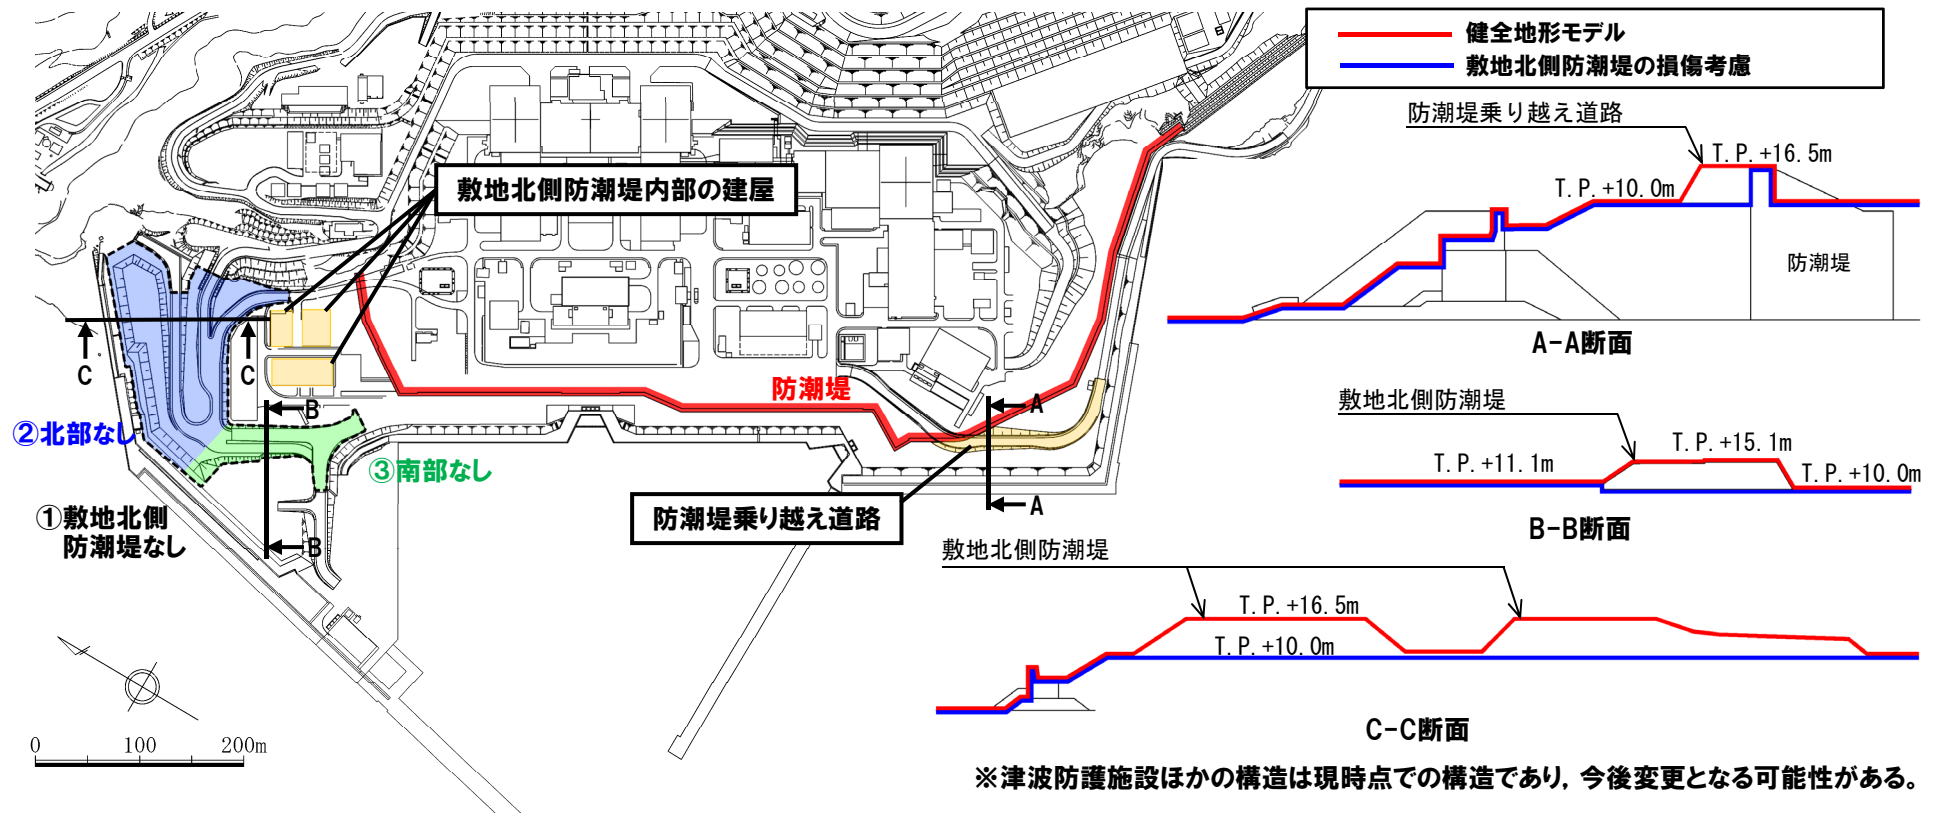 健全地形モデル
敷地北側防潮堤の損傷考慮
防潮堤乗り越え道路
T.P.+16.5m
T.P.+10.0m
防潮堤
A-A断面
敷地北側防潮堤内部の建屋
C
C
B
B
A
A
防潮堤
②北部なし
③南部なし
①敷地北側
防潮堤なし
防潮堤乗り越え道路
敷地北側防潮堤
T.P.+15.1m
T.P.+11.1m
T.P.+10.0m
B-B断面
敷地北側防潮堤
T.P.+16.5m
T.P.+10.0m
C-C断面
0 100 200m
※津波防護施設ほかの構造は現時点での構造であり，今後変更となる可能性がある。